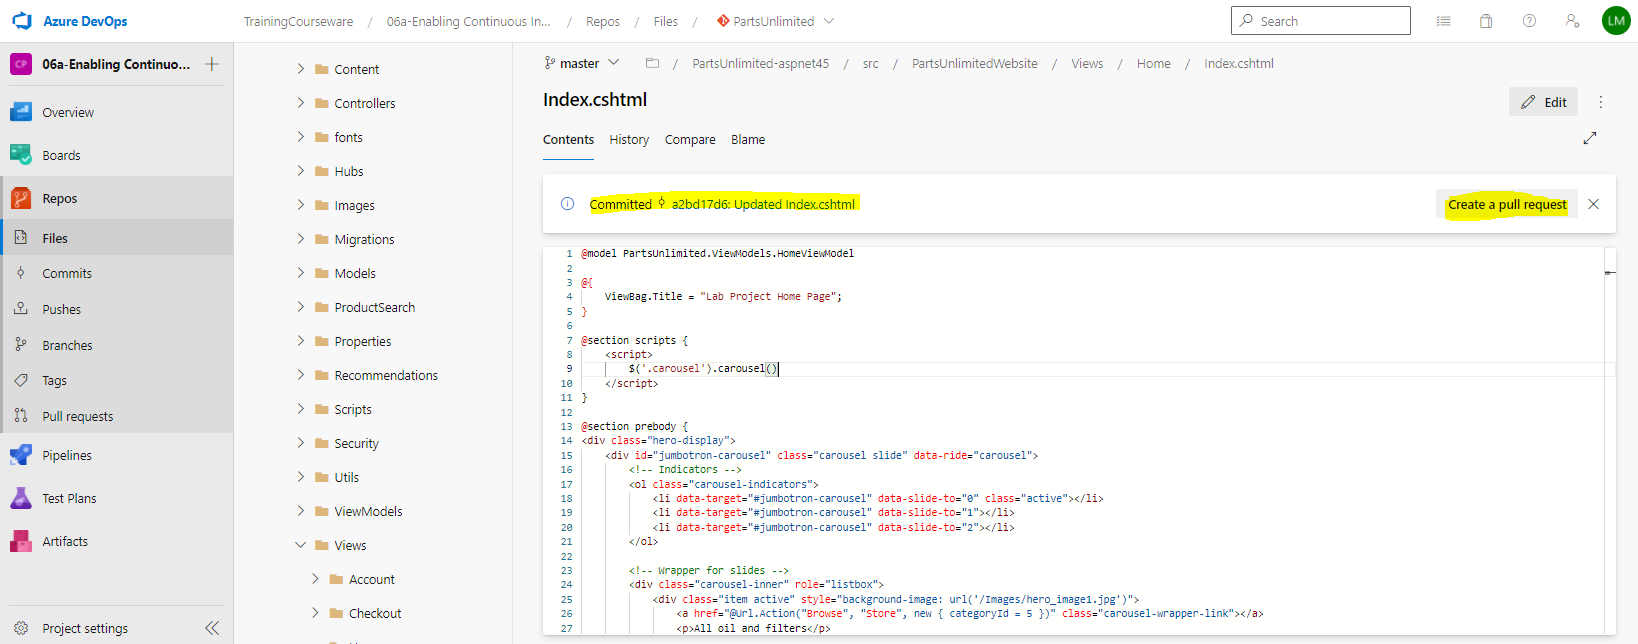 Azure DevOps
TrainingCourseware / 06a-Enabling Continuous In... / Repos / Files / PartsUnlimited
Search
LM
CP 06a-Enabling Continuo...
Overview
Boards
Repos
Files
Commits
Pushes
Branches
Tags
Pull requests
Pipelines
Test Plans
Artifacts
Project settings
Content
Controllers
fonts
Hubs
Images
Migrations
Models
ProductSearch
Properties
Recommendations
Scripts
Security
Utils
ViewModels
Views
Account
Checkout
master / PartsUnlimited-aspnet45 / src / PartsUnlimitedWebsite / Views / Home / Index.cshtml
Index.cshtml
Edit
Contents History Compare Blame
Committed a2bd17d6: Updated Index.cshtml
Create a pull request
1 @model PartsUnlimited.ViewModels.HomeViewModel
2
3 @{
4 ViewBag.Title = "Lab Project Home Page";
5 }
6
7 @section scripts {
8 <script>
9 $('.carousel').carousel()
10 </script>
11 }
12
13 @section prebody {
14 <div class="hero-display">
15 <div id="jumbotron-carousel" class="carousel slide" data-ride="carousel">
16 <!-- Indicators -->
17 <ol class="carousel-indicators">
18 <li data-target="#jumbotron-carousel" data-slide-to="0" class="active"></li>
19 <li data-target="#jumbotron-carousel" data-slide-to="1"></li>
20 <li data-target="#jumbotron-carousel" data-slide-to="2"></li>
21 </ol>
22
23 <!-- Wrapper for slides -->
24 <div class="carousel-inner" role="listbox">
25 <div class="item active" style="background-image: url('/Images/hero_image1.jpg')">
26 <a href="@Url.Action("Browse", "Store", new { categoryId = 5 })" class="carousel-wrapper-link"></a>
27 <p>All oil and filters</p>